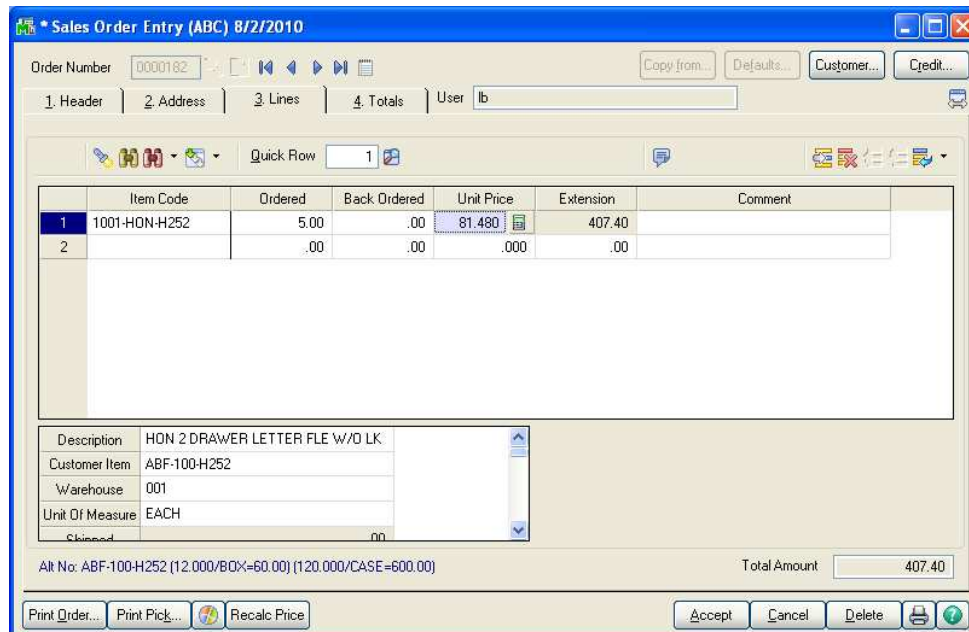 * Sales Order Entry (ABC) 8/2/2010
Order Number 0000182 Copy from... Defaults... Customer... Credit...
1. Header 2. Address 3. Lines 4. Totals User lb
Quick Row 1
Item Code Ordered Back Ordered Unit Price Extension Comment
1 1001-HON-H252 5.00 .00 81.480 407.40
2 .00 .00 .000 .00
Description HON 2 DRAWER LETTER FLE W/O LK
Customer Item ABF-100-H252
Warehouse 001
Unit Of Measure EACH
Shipped .00
Alt No: ABF-100-H252 (12.000/BOX=60.00) (120.000/CASE=600.00) Total Amount 407.40
Print Order... Print Pick... Recalc Price Accept Cancel Delete